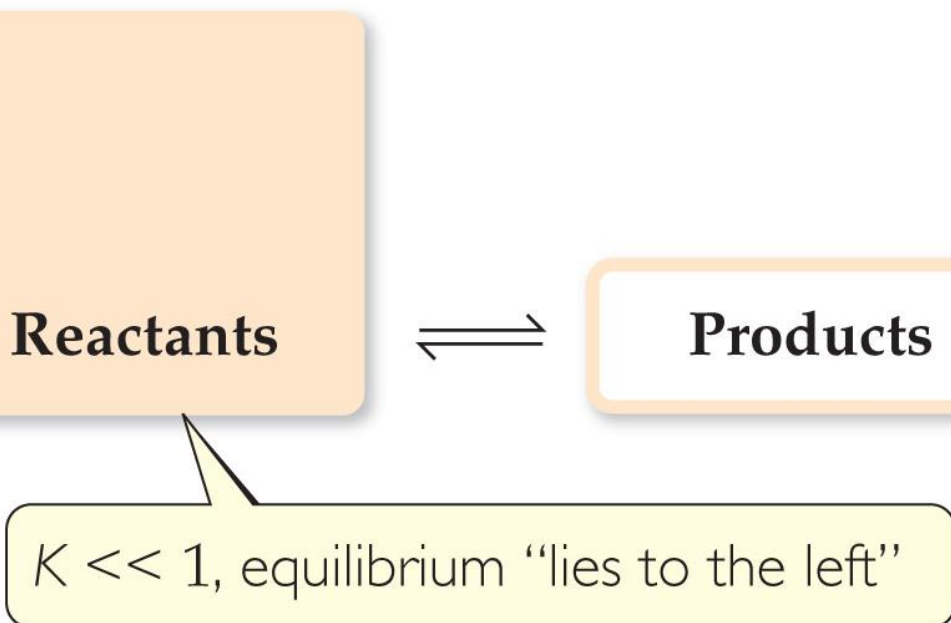 Reactants ⇌ Products
K << 1, equilibrium “lies to the left”